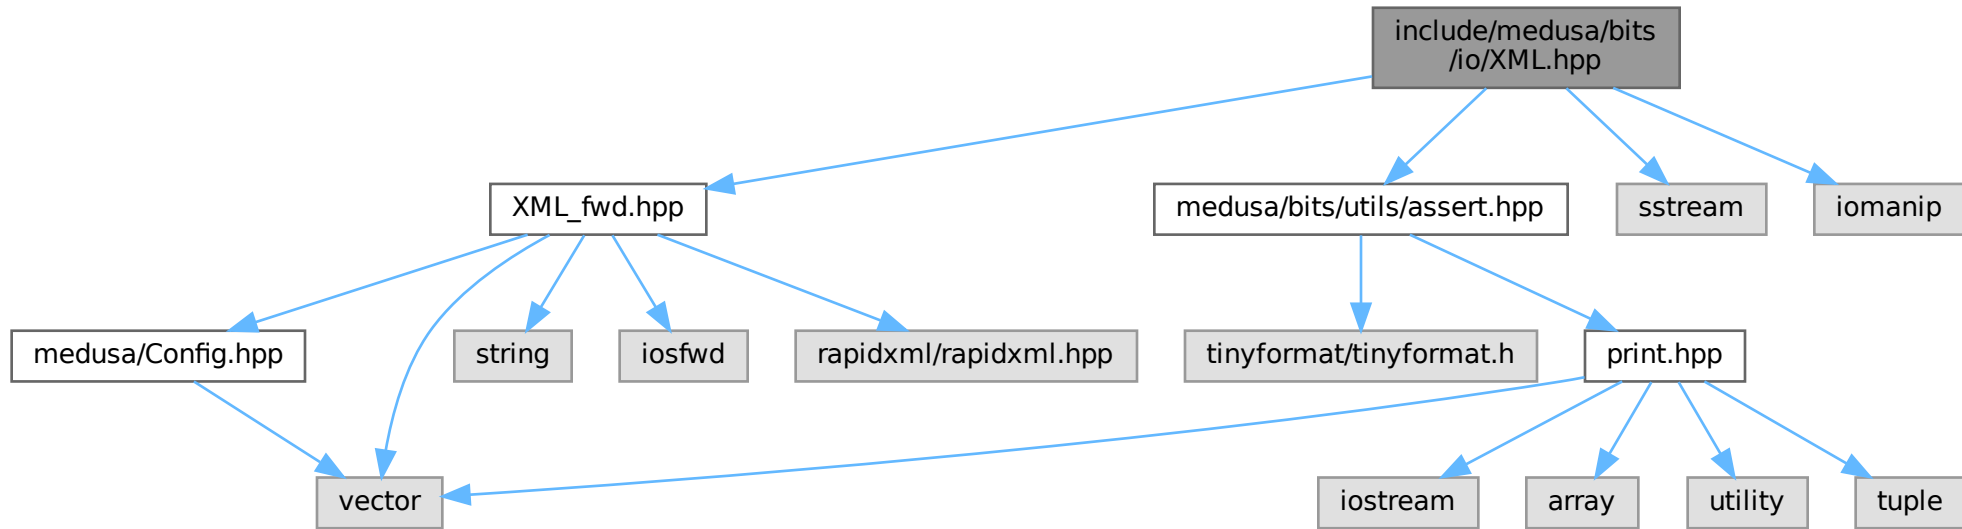 include/medusa/bits
/io/XML.hpp
XML_fwd.hpp
medusa/bits/utils/assert.hpp
sstream
iomanip
medusa/Config.hpp
string
iosfwd
rapidxml/rapidxml.hpp
tinyformat/tinyformat.h
print.hpp
vector
iostream
array
utility
tuple